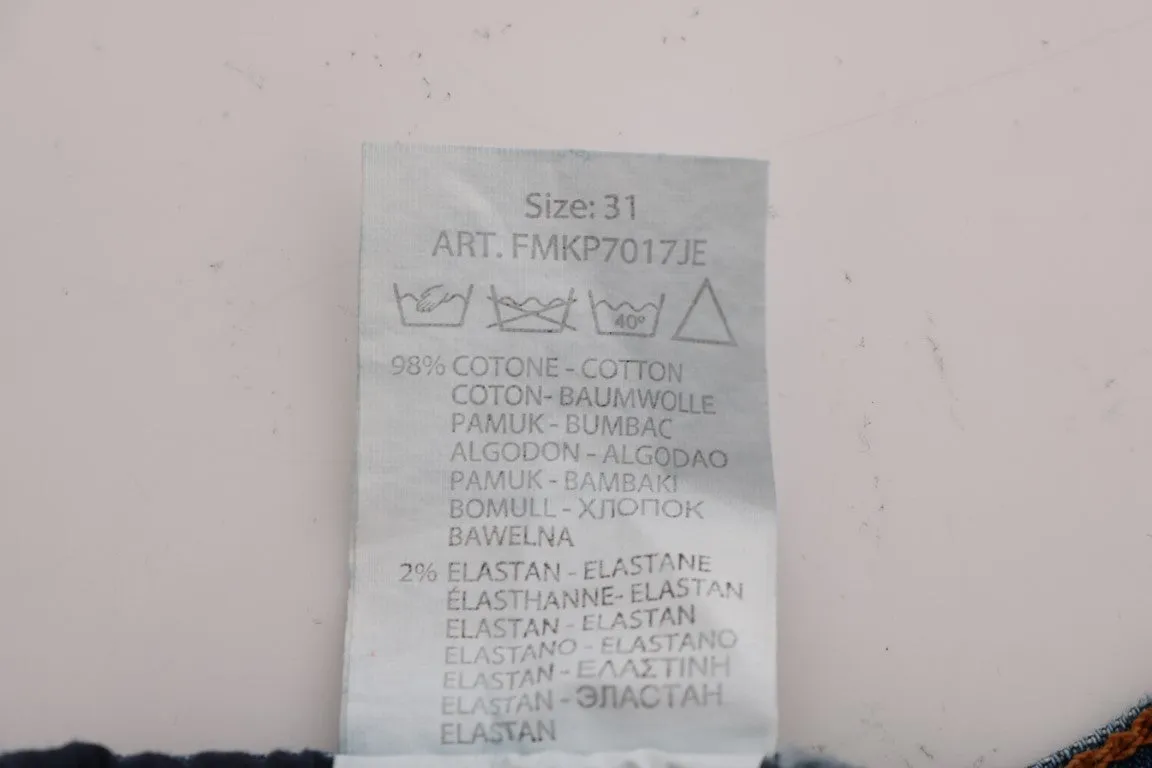 Size: 31
ART. FMKP7017JE
40°
98% COTONE - COTTON
COTON- BAUMWOLLE
PAMUK - BUMBAC
ALGODON - ALGODAO
PAMUK - BAMBAKI
BOMULL - ХЛОПОК
BAWELNA
2% ELASTAN - ELASTANE
ÉLASTHANNE- ELASTAN
ELASTAN - ELASTAN
ELASTANO - ELASTANO
ELASTAN - ΕΛΑΣΤΙΝΗ
ELASTAN - ЭЛАСТАН
ELASTAN